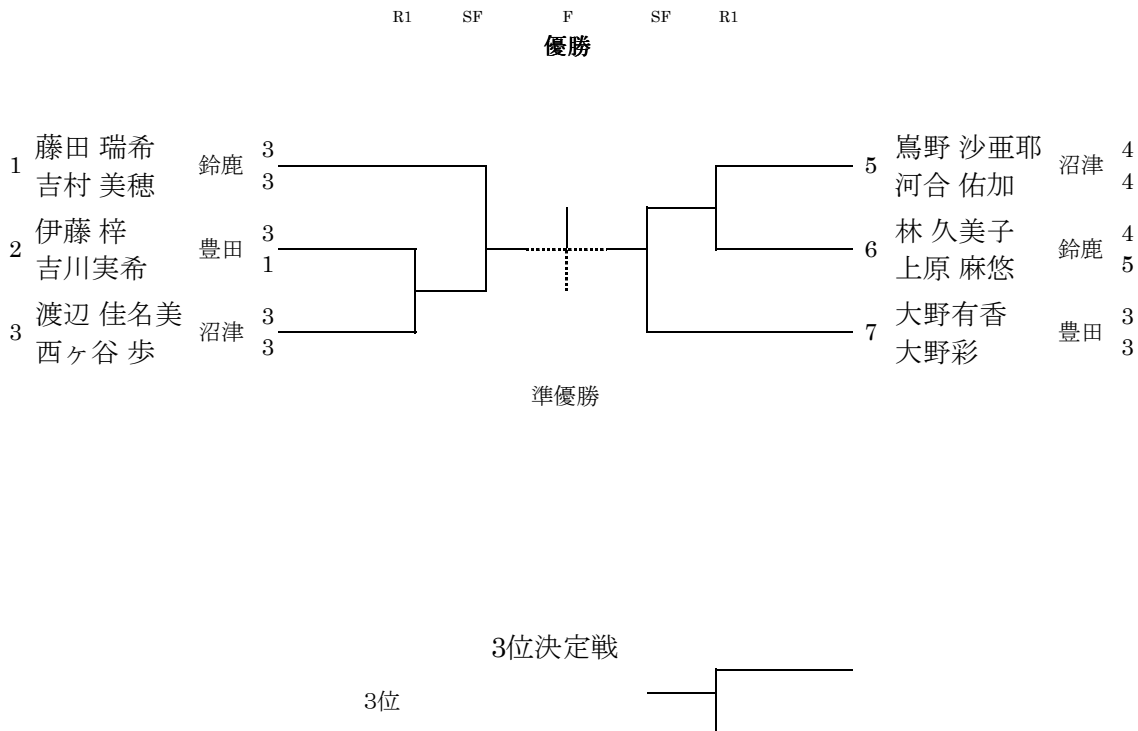 R1 SF F SF R1
優勝
1 藤田 瑞希 吉村 美穂 鈴鹿 3 3
2 伊藤 梓 吉川実希 豊田 3 1
3 渡辺 佳名美 西ヶ谷 歩 沼津 3 3
5 嶌野 沙亜耶 河合 佑加 沼津 4 4
6 林 久美子 上原 麻悠 鈴鹿 4 5
7 大野有香 大野彩 豊田 3 3
準優勝
3位決定戦
3位